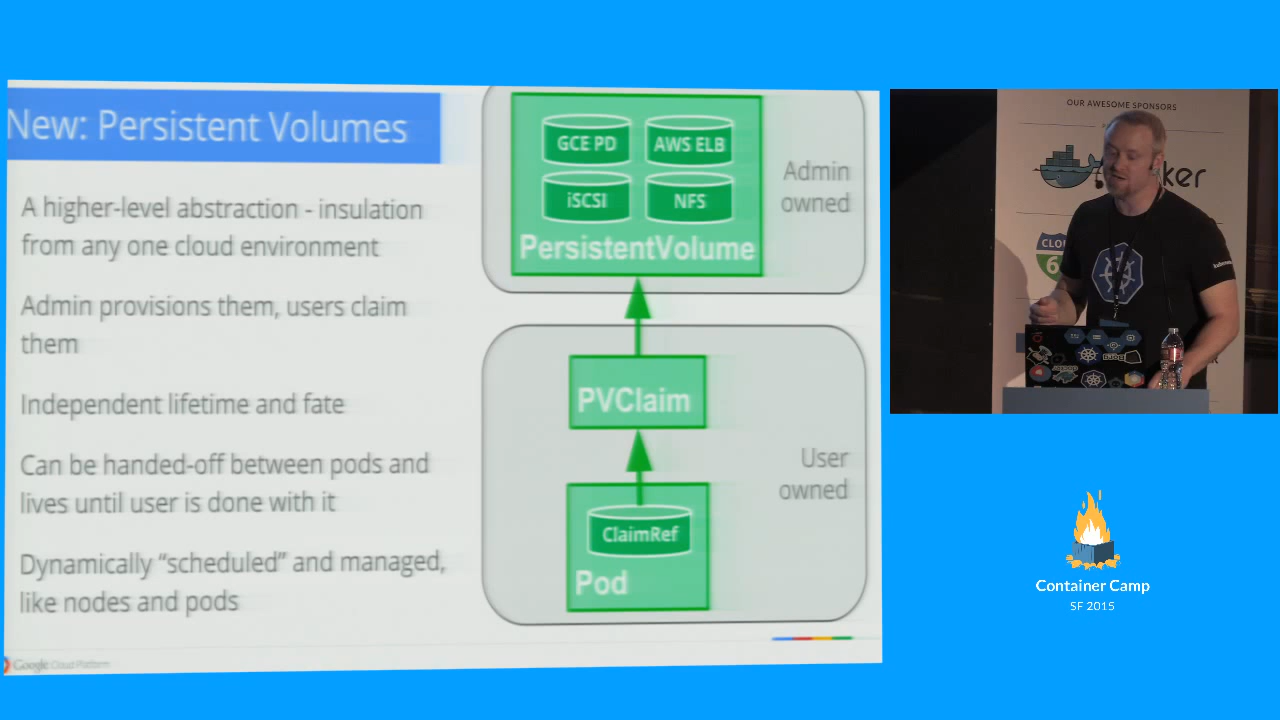 New: Persistent Volumes
A higher-level abstraction - insulation
from any one cloud environment
Admin provisions them, users claim
them
Independent lifetime and fate
Can be handed-off between pods and
lives until user is done with it
Dynamically “scheduled” and managed,
like nodes and pods
Google Cloud Platform
GCE PD
AWS ELB
iSCSI
NFS
PersistentVolume
Admin
owned
PVClaim
User
owned
ClaimRef
Pod
OUR AWESOME SPONSORS
Container Camp
SF 2015